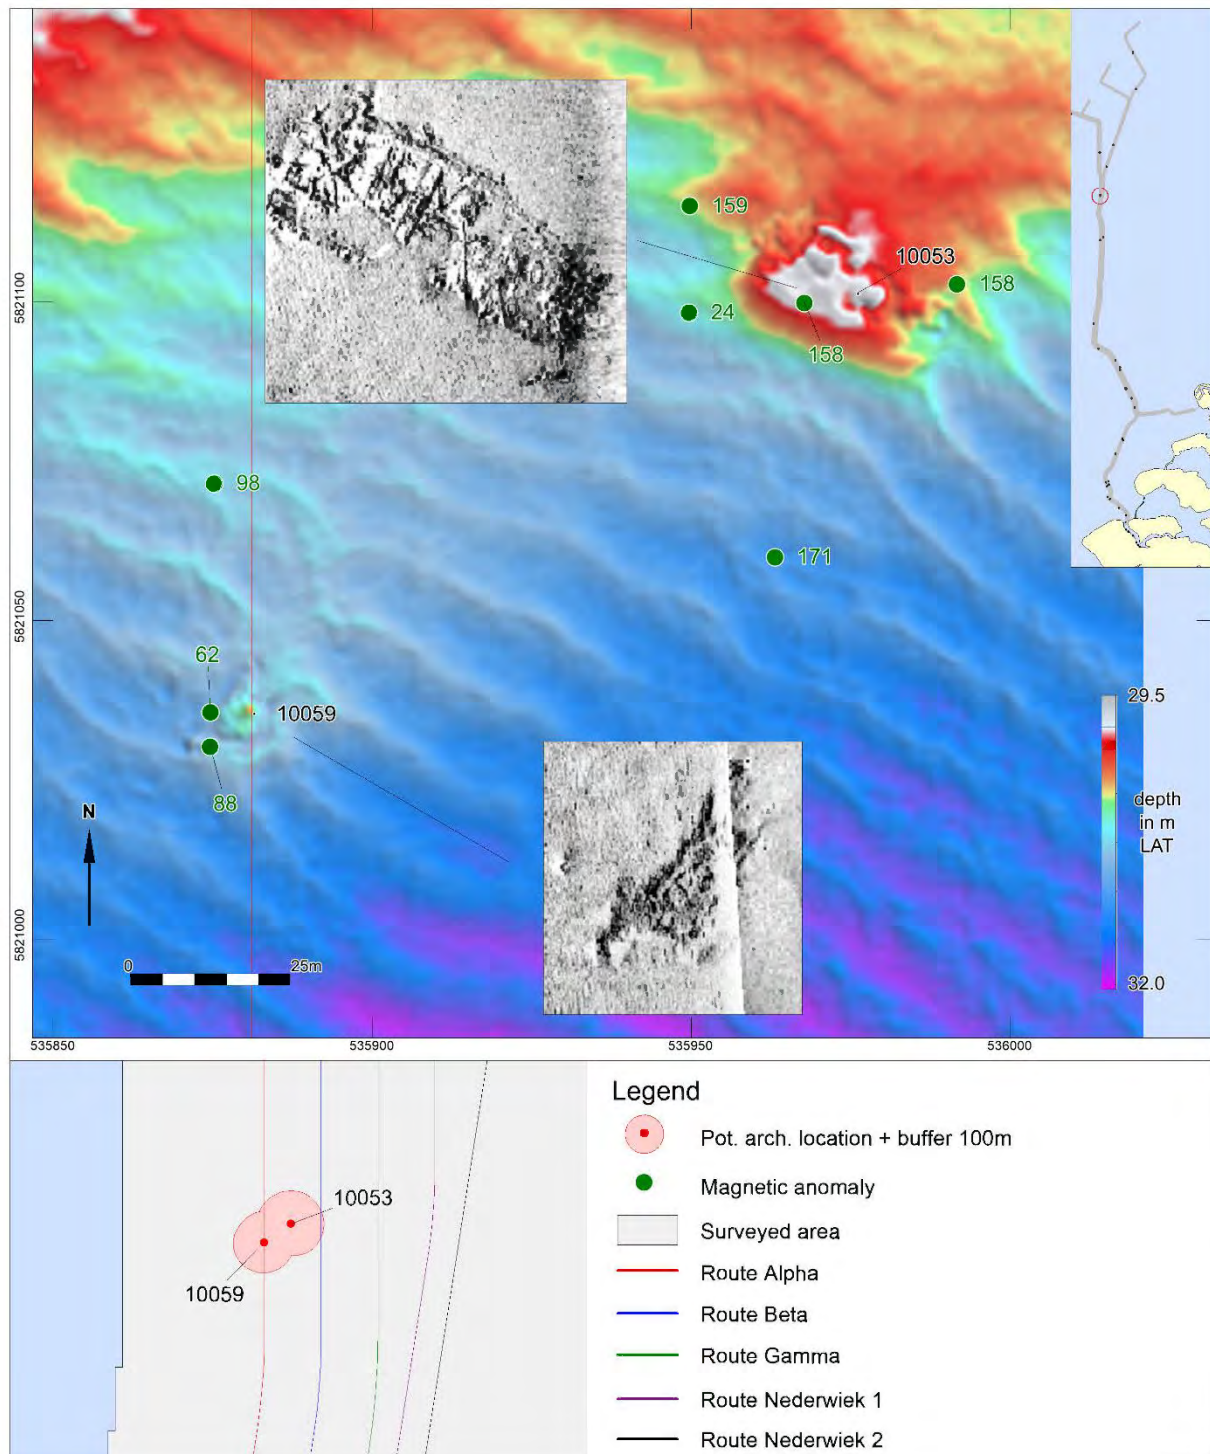 159
10053
158
5821100
24
158
98
171
5821050
62
10059
29.5
88
N
depth
in m
LAT
5821000
0
25m
32.0
535850
535900
535950
536000
Legend
Pot. arch. location + buffer 100m
10053
Magnetic anomaly
Surveyed area
10059
Route Alpha
Route Beta
Route Gamma
Route Nederwiek 1
Route Nederwiek 2